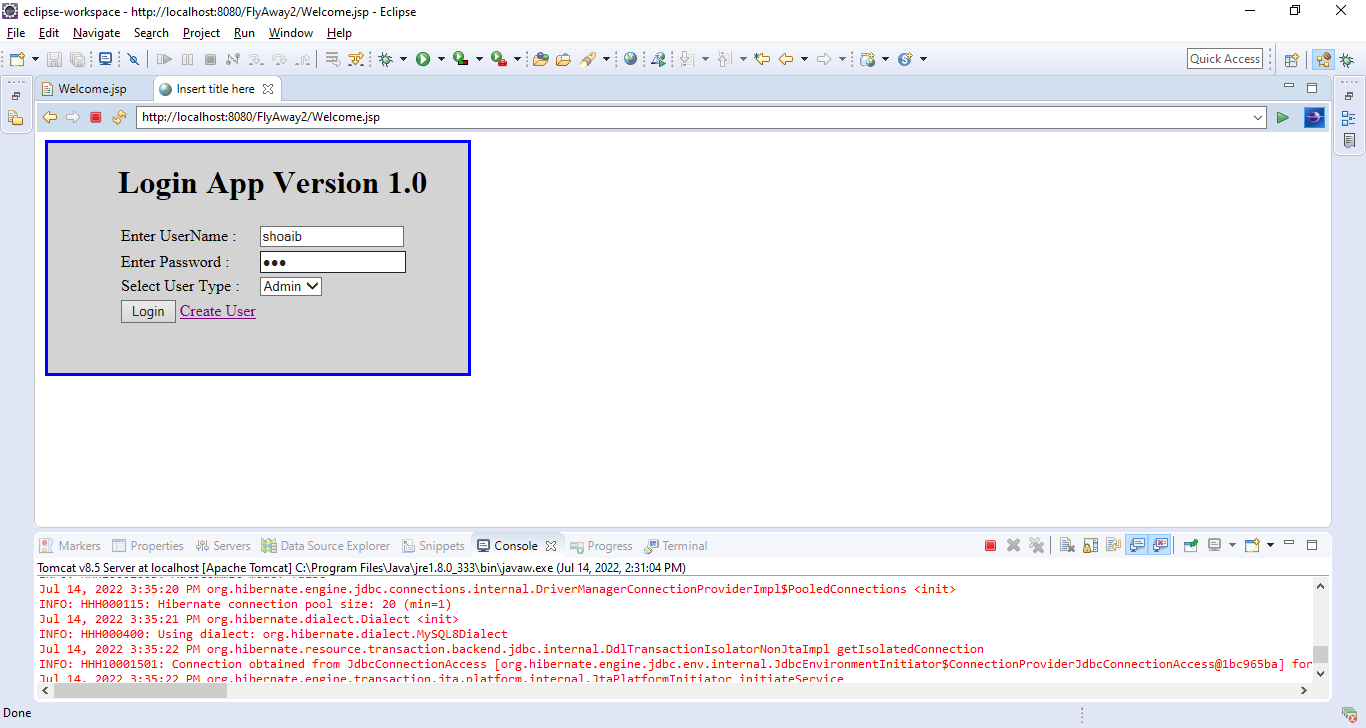 eclipse-workspace - http://localhost:8080/FlyAway2/Welcome.jsp - Eclipse
File Edit Navigate Search Project Run Window Help
Quick Access
Welcome.jsp Insert title here
http://localhost:8080/FlyAway2/Welcome.jsp
Login App Version 1.0
Enter UserName : shoaib
Enter Password : ●●●
Select User Type : Admin
Login Create User
Markers Properties Servers Data Source Explorer Snippets Console Progress Terminal
Tomcat v8.5 Server at localhost [Apache Tomcat] C:\Program Files\Java\jre1.8.0_333\bin\javaw.exe (Jul 14, 2022, 2:31:04 PM)
Jul 14, 2022 3:35:20 PM org.hibernate.engine.jdbc.connections.internal.DriverManagerConnectionProviderImpl$PooledConnections <init>
INFO: HHH000115: Hibernate connection pool size: 20 (min=1)
Jul 14, 2022 3:35:21 PM org.hibernate.dialect.Dialect <init>
INFO: HHH000400: Using dialect: org.hibernate.dialect.MySQL8Dialect
Jul 14, 2022 3:35:22 PM org.hibernate.resource.transaction.backend.jdbc.internal.DdlTransactionIsolatorNonJtaImpl getIsolatedConnection
INFO: HHH10001501: Connection obtained from JdbcConnectionAccess [org.hibernate.engine.jdbc.env.internal.JdbcEnvironmentInitiator$ConnectionProviderJdbcConnectionAccess@1bc965ba] for
Jul 14, 2022 3:35:22 PM org.hibernate.engine.transaction.jta.platform.internal.JtaPlatformInitiator initiateService
Done